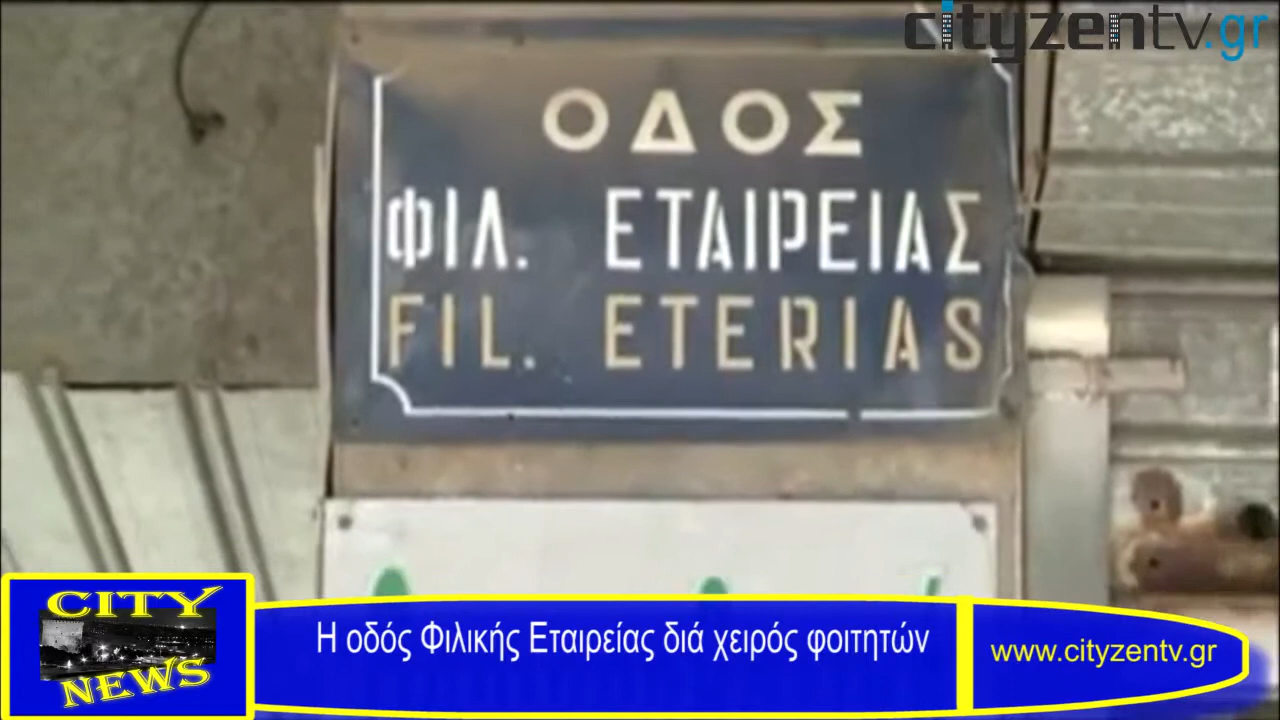 cityzentv.gr
ΟΔΟΣ
ΦΙΛ. ΕΤΑΙΡΕΙΑΣ
FIL. ETERIAS
CITY
NEWS
Η οδός Φιλικής Εταιρείας διά χειρός φοιτητών
www.cityzentv.gr